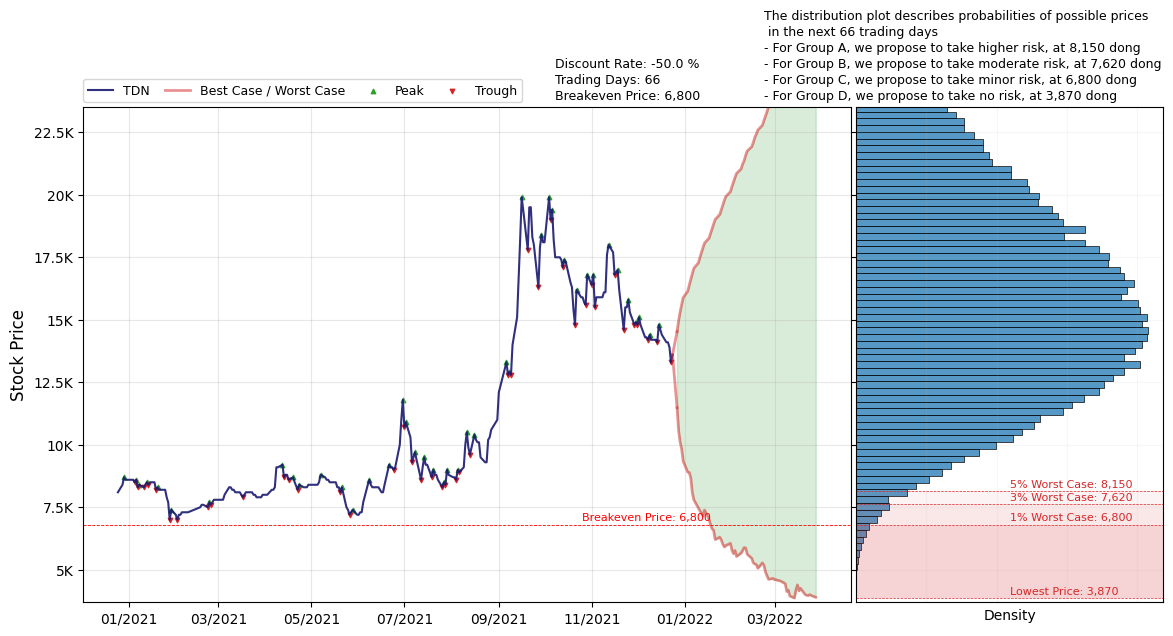 The distribution plot describes probabilities of possible prices
in the next 66 trading days
- For Group A, we propose to take higher risk, at 8,150 dong
- For Group B, we propose to take moderate risk, at 7,620 dong
- For Group C, we propose to take minor risk, at 6,800 dong
- For Group D, we propose to take no risk, at 3,870 dong
Discount Rate: -50.0 %
Trading Days: 66
Breakeven Price: 6,800
TDN
Best Case / Worst Case
Peak
Trough
Stock Price
22.5K
20K
17.5K
15K
12.5K
10K
7.5K
5K
Breakeven Price: 6,800
5% Worst Case: 8,150
3% Worst Case: 7,620
1% Worst Case: 6,800
Lowest Price: 3,870
01/2021
03/2021
05/2021
07/2021
09/2021
11/2021
01/2022
03/2022
Density